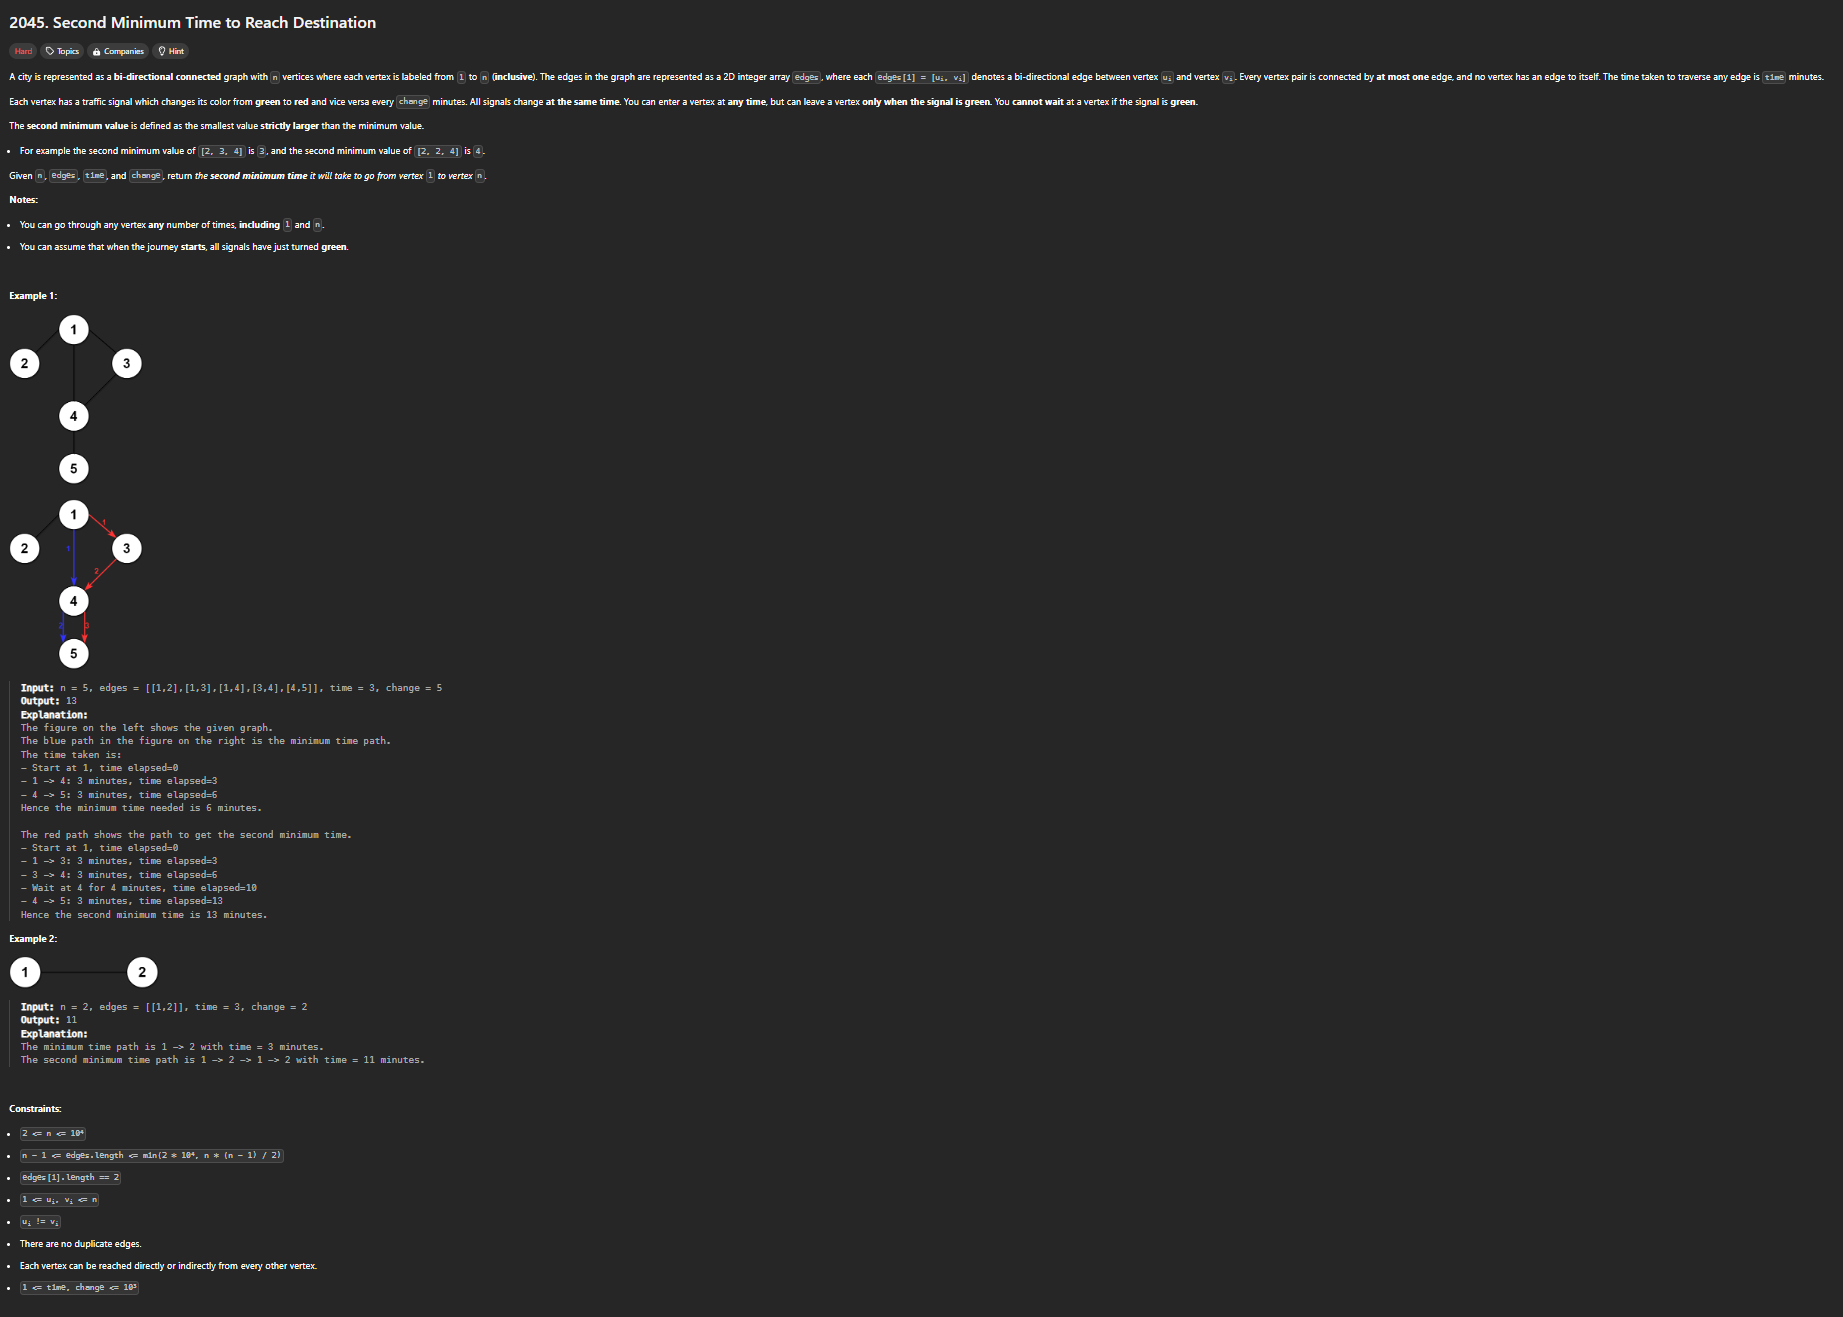 2045. Second Minimum Time to Reach Destination
Hard Topics Companies Hint
A city is represented as a bi-directional connected graph with n vertices where each vertex is labeled from 1 to n (inclusive). The edges in the graph are represented as a 2D integer array edges, where each edges[i] = [uᵢ, vᵢ] denotes a bi-directional edge between vertex uᵢ and vertex vᵢ. Every vertex pair is connected by at most one edge, and no vertex has an edge to itself. The time taken to traverse any edge is time minutes.
Each vertex has a traffic signal which changes its color from green to red and vice versa every change minutes. All signals change at the same time. You can enter a vertex at any time, but can leave a vertex only when the signal is green. You cannot wait at a vertex if the signal is green.
The second minimum value is defined as the smallest value strictly larger than the minimum value.
• For example the second minimum value of [2, 3, 4] is 3, and the second minimum value of [2, 2, 4] is 4.
Given n, edges, time, and change, return the second minimum time it will take to go from vertex 1 to vertex n.
Notes:
• You can go through any vertex any number of times, including 1 and n.
• You can assume that when the journey starts, all signals have just turned green.
Example 1:
1
2 3
4
5
1
1
2 3
1
2
4
2 3
5
Input: n = 5, edges = [[1,2],[1,3],[1,4],[3,4],[4,5]], time = 3, change = 5
Output: 13
Explanation:
The figure on the left shows the given graph.
The blue path in the figure on the right is the minimum time path.
The time taken is:
- Start at 1, time elapsed=0
- 1 -> 4: 3 minutes, time elapsed=3
- 4 -> 5: 3 minutes, time elapsed=6
Hence the minimum time needed is 6 minutes.
The red path shows the path to get the second minimum time.
- Start at 1, time elapsed=0
- 1 -> 3: 3 minutes, time elapsed=3
- 3 -> 4: 3 minutes, time elapsed=6
- Wait at 4 for 4 minutes, time elapsed=10
- 4 -> 5: 3 minutes, time elapsed=13
Hence the second minimum time is 13 minutes.
Example 2:
1 2
Input: n = 2, edges = [[1,2]], time = 3, change = 2
Output: 11
Explanation:
The minimum time path is 1 -> 2 with time = 3 minutes.
The second minimum time path is 1 -> 2 -> 1 -> 2 with time = 11 minutes.
Constraints:
• 2 <= n <= 10⁴
• n - 1 <= edges.length <= min(2 * 10⁴, n * (n - 1) / 2)
• edges[i].length == 2
• 1 <= uᵢ, vᵢ <= n
• uᵢ != vᵢ
• There are no duplicate edges.
• Each vertex can be reached directly or indirectly from every other vertex.
• 1 <= time, change <= 10³